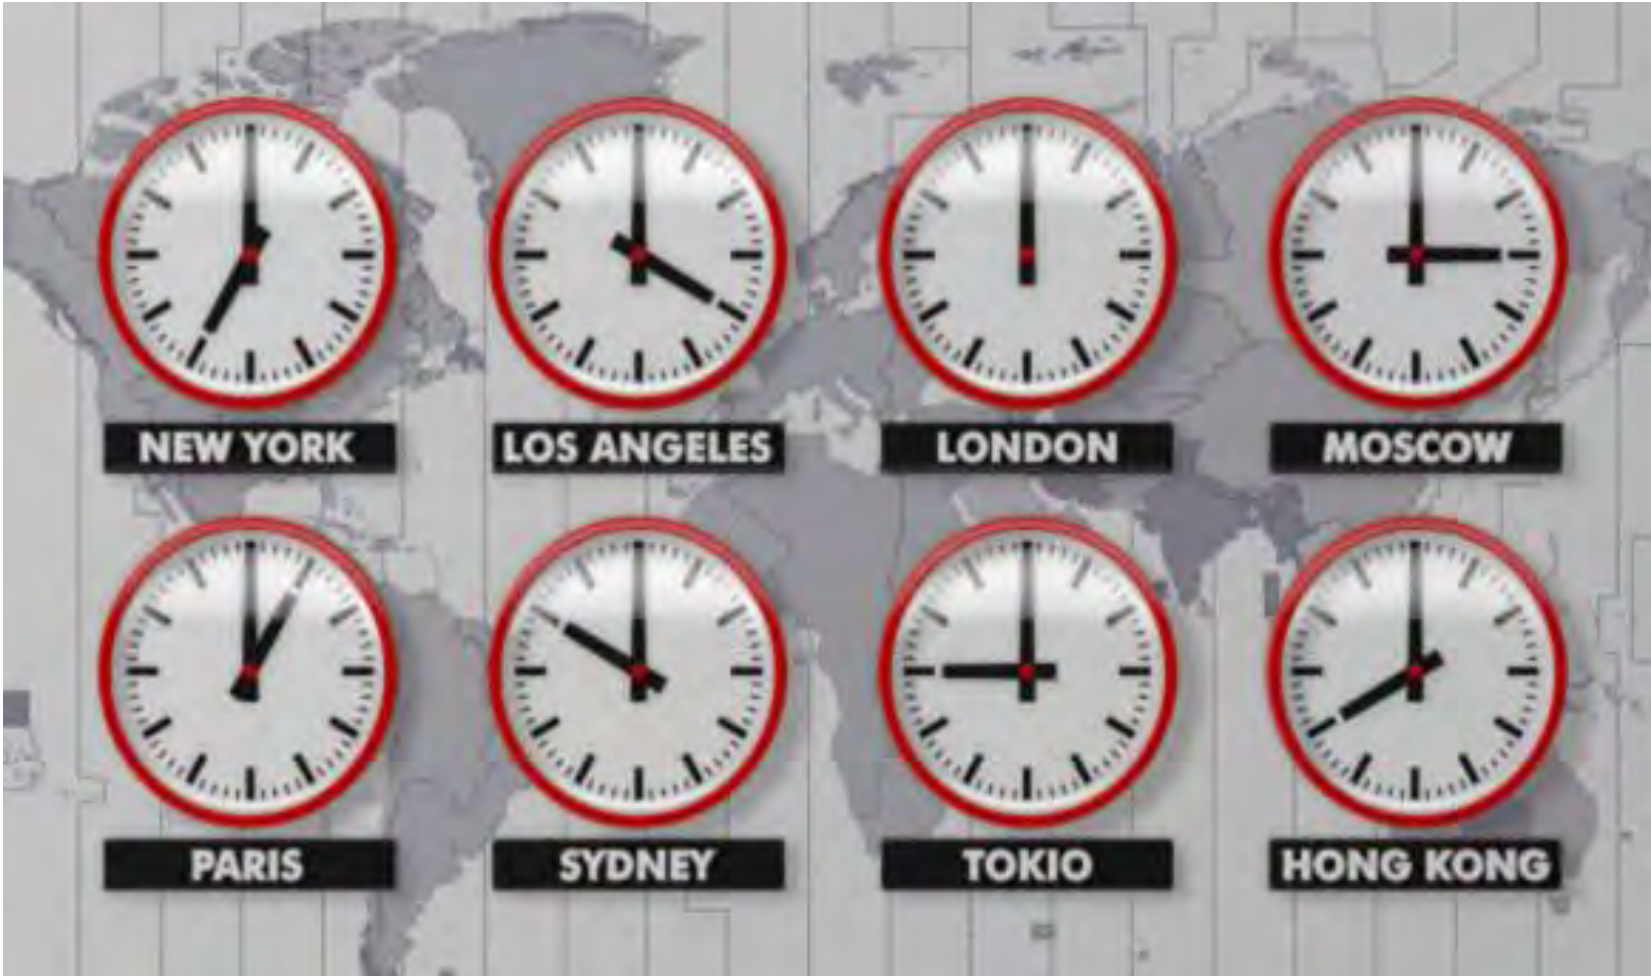 NEW YORK
LOS ANGELES
LONDON
MOSCOW
PARIS
SYDNEY
TOKIO
HONG KONG